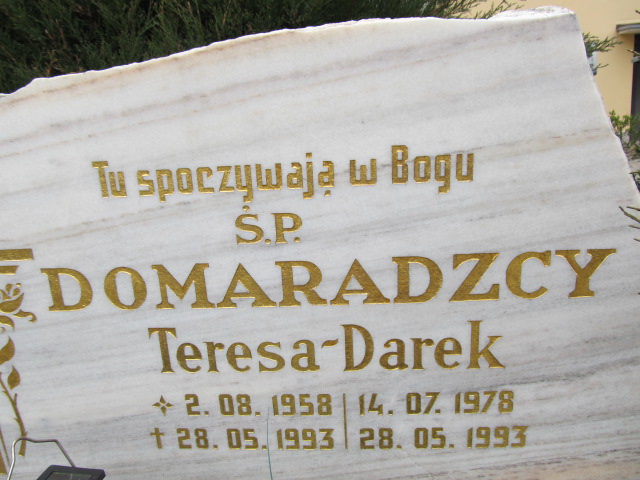 Tu spoczywają w Bogu
Ś.P.
DOMARADZCY
Teresa-Darek
✧ 2. 08. 1958 | 14. 07. 1978
† 28. 05. 1993 | 28. 05. 1993